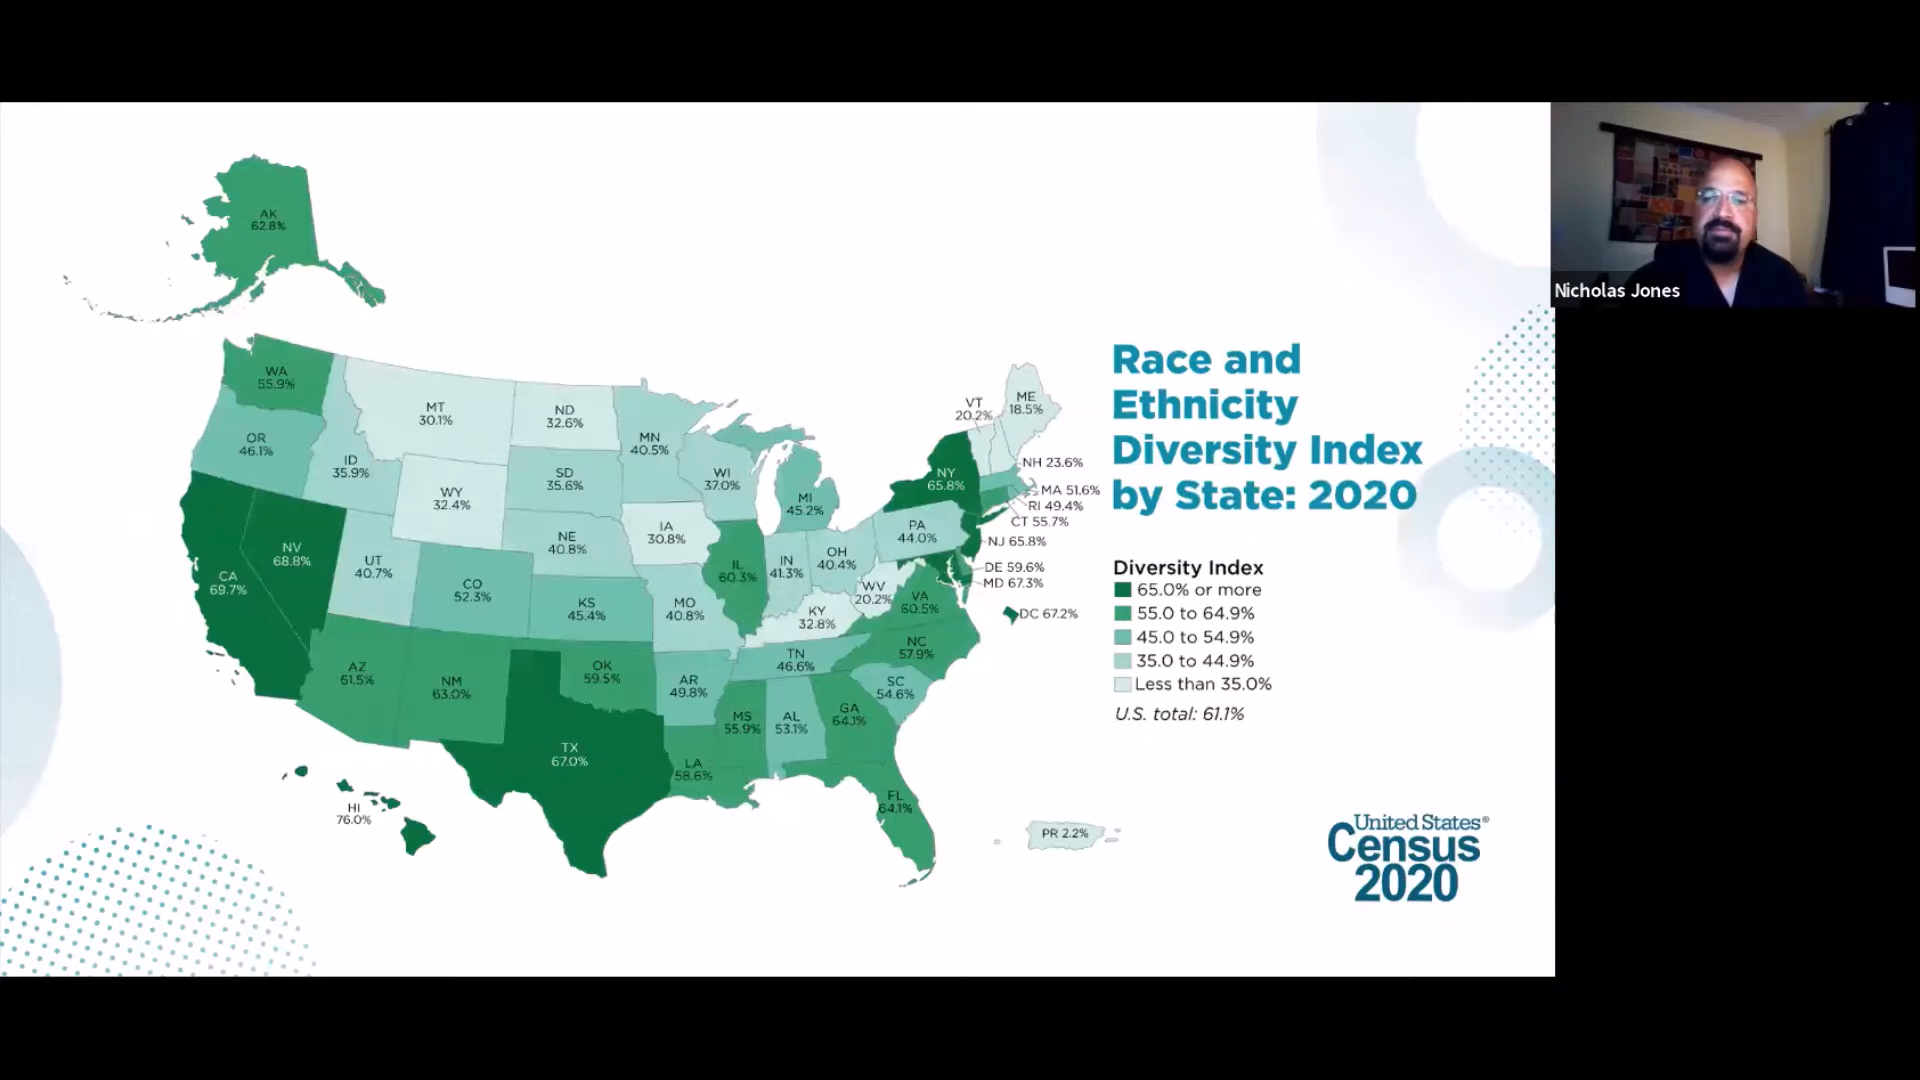 AK
62.8%
WA
55.9%
OR
46.1%
ID
35.9%
MT
30.1%
ND
32.6%
MN
40.5%
WY
32.4%
SD
35.6%
WI
37.0%
MI
45.2%
VT
20.2%
ME
18.5%
NY
65.8%
NH 23.6%
MA 51.6%
RI 49.4%
CT 55.7%
NJ 65.8%
DE 59.6%
MD 67.3%
DC 67.2%
PA
44.0%
CA
69.7%
NV
68.8%
UT
40.7%
CO
52.3%
NE
40.8%
IA
30.8%
KS
45.4%
MO
40.8%
IL
60.3%
IN
41.3%
OH
40.4%
WV
20.2%
KY
32.8%
VA
60.5%
NC
57.9%
TN
46.6%
SC
54.6%
AZ
61.5%
NM
63.0%
OK
59.5%
AR
49.8%
MS
55.9%
AL
53.1%
GA
64.1%
TX
67.0%
LA
58.6%
FL
64.1%
HI
76.0%
PR 2.2%
Race and
Ethnicity
Diversity Index
by State: 2020
Diversity Index
65.0% or more
55.0 to 64.9%
45.0 to 54.9%
35.0 to 44.9%
Less than 35.0%
U.S. total: 61.1%
United States®
Census
2020
Nicholas Jones